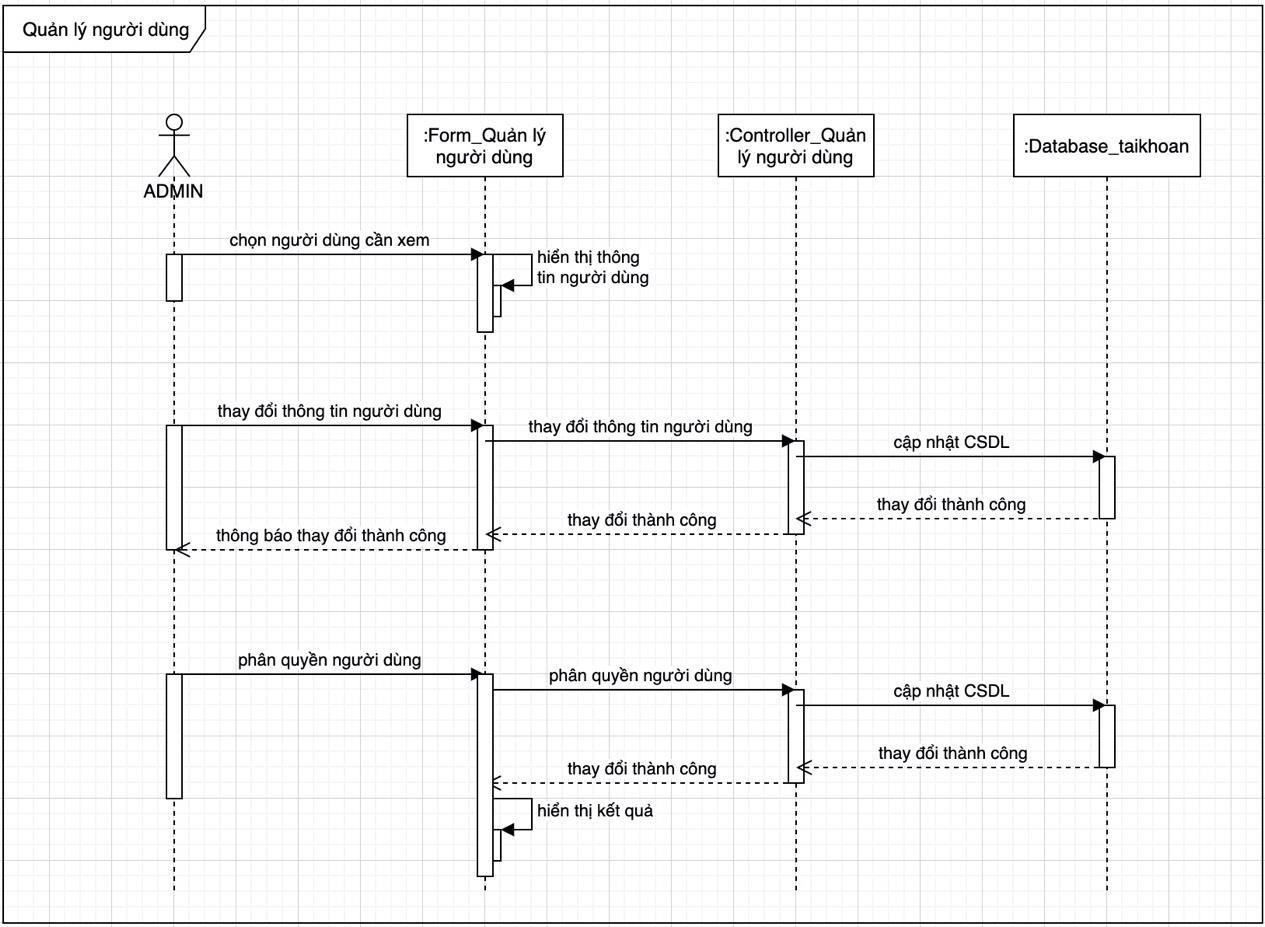 Quản lý người dùng
:Form_Quản lý
người dùng
:Controller_Quản
lý người dùng
:Database_taikhoan
ADMIN
chọn người dùng cần xem
hiển thị thông
tin người dùng
thay đổi thông tin người dùng
thay đổi thông tin người dùng
cập nhật CSDL
thay đổi thành công
thay đổi thành công
thông báo thay đổi thành công
phân quyền người dùng
phân quyền người dùng
cập nhật CSDL
thay đổi thành công
thay đổi thành công
hiển thị kết quả